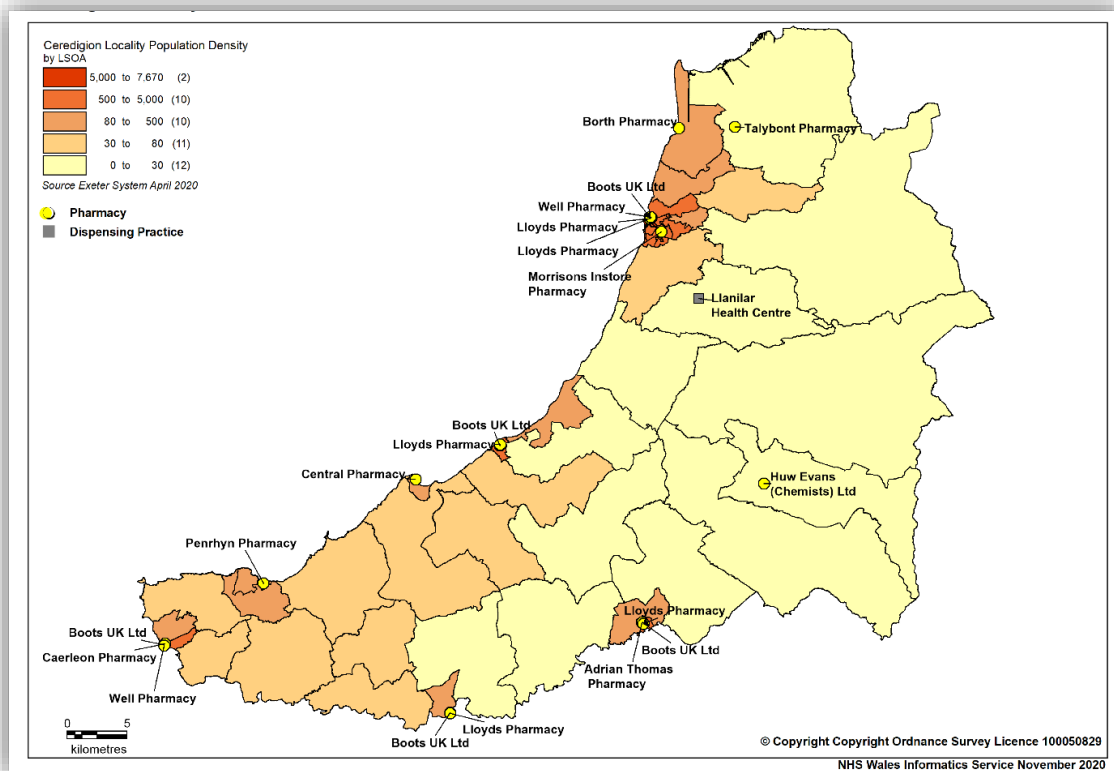 Ceredigion Locality Population Density
by LSOA
5,000 to 7.670 (2)
500 to 5,000 (10)
80 to 500 (10)
30 to 80 (11)
0 to 30 (12)
Source Exeter System April 2020
Pharmacy
Dispensing Practice
Borth Pharmacy
Talybont Pharmacy
Boots UK Ltd
Well Pharmacy
Lloyds Pharmacy
Lloyds Pharmacy
Morrisons Instore
Pharmacy
Llanilar
Health Centre
Boots UK Ltd
Lloyds Pharmacy
Central Pharmacy
Huw Evans
(Chemists) Ltd
Penrhyn Pharmacy
Lloyds Pharmacy
Boots UK Ltd
Adrian Thomas
Pharmacy
Boots UK Ltd
Caerleon Pharmacy
Well Pharmacy
Lloyds Pharmacy
Boots UK Ltd
0 5
kilometres
© Copyright Copyright Ordnance Survey Licence 100050829
NHS Wales Informatics Service November 2020